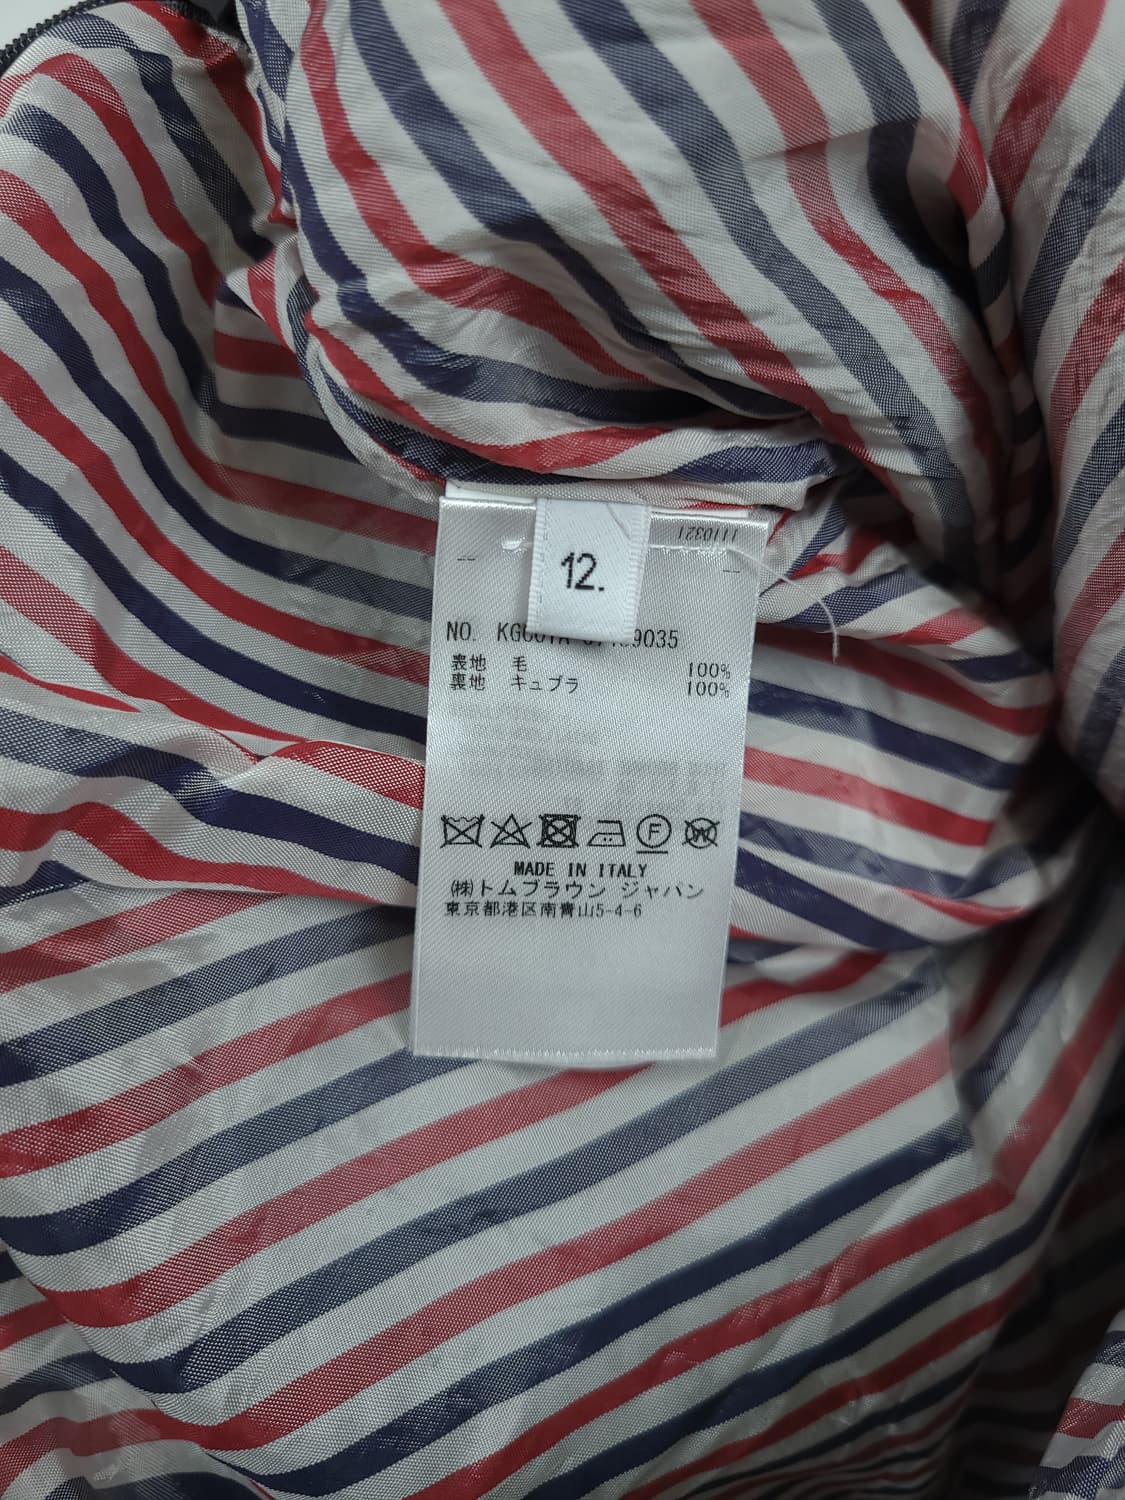 1110321
12.
NO.
表地 毛 100%
裏地 キュプラ 100%
F
W
MADE IN ITALY
(株)トムブラウン ジャパン
東京都港区南青山5-4-6